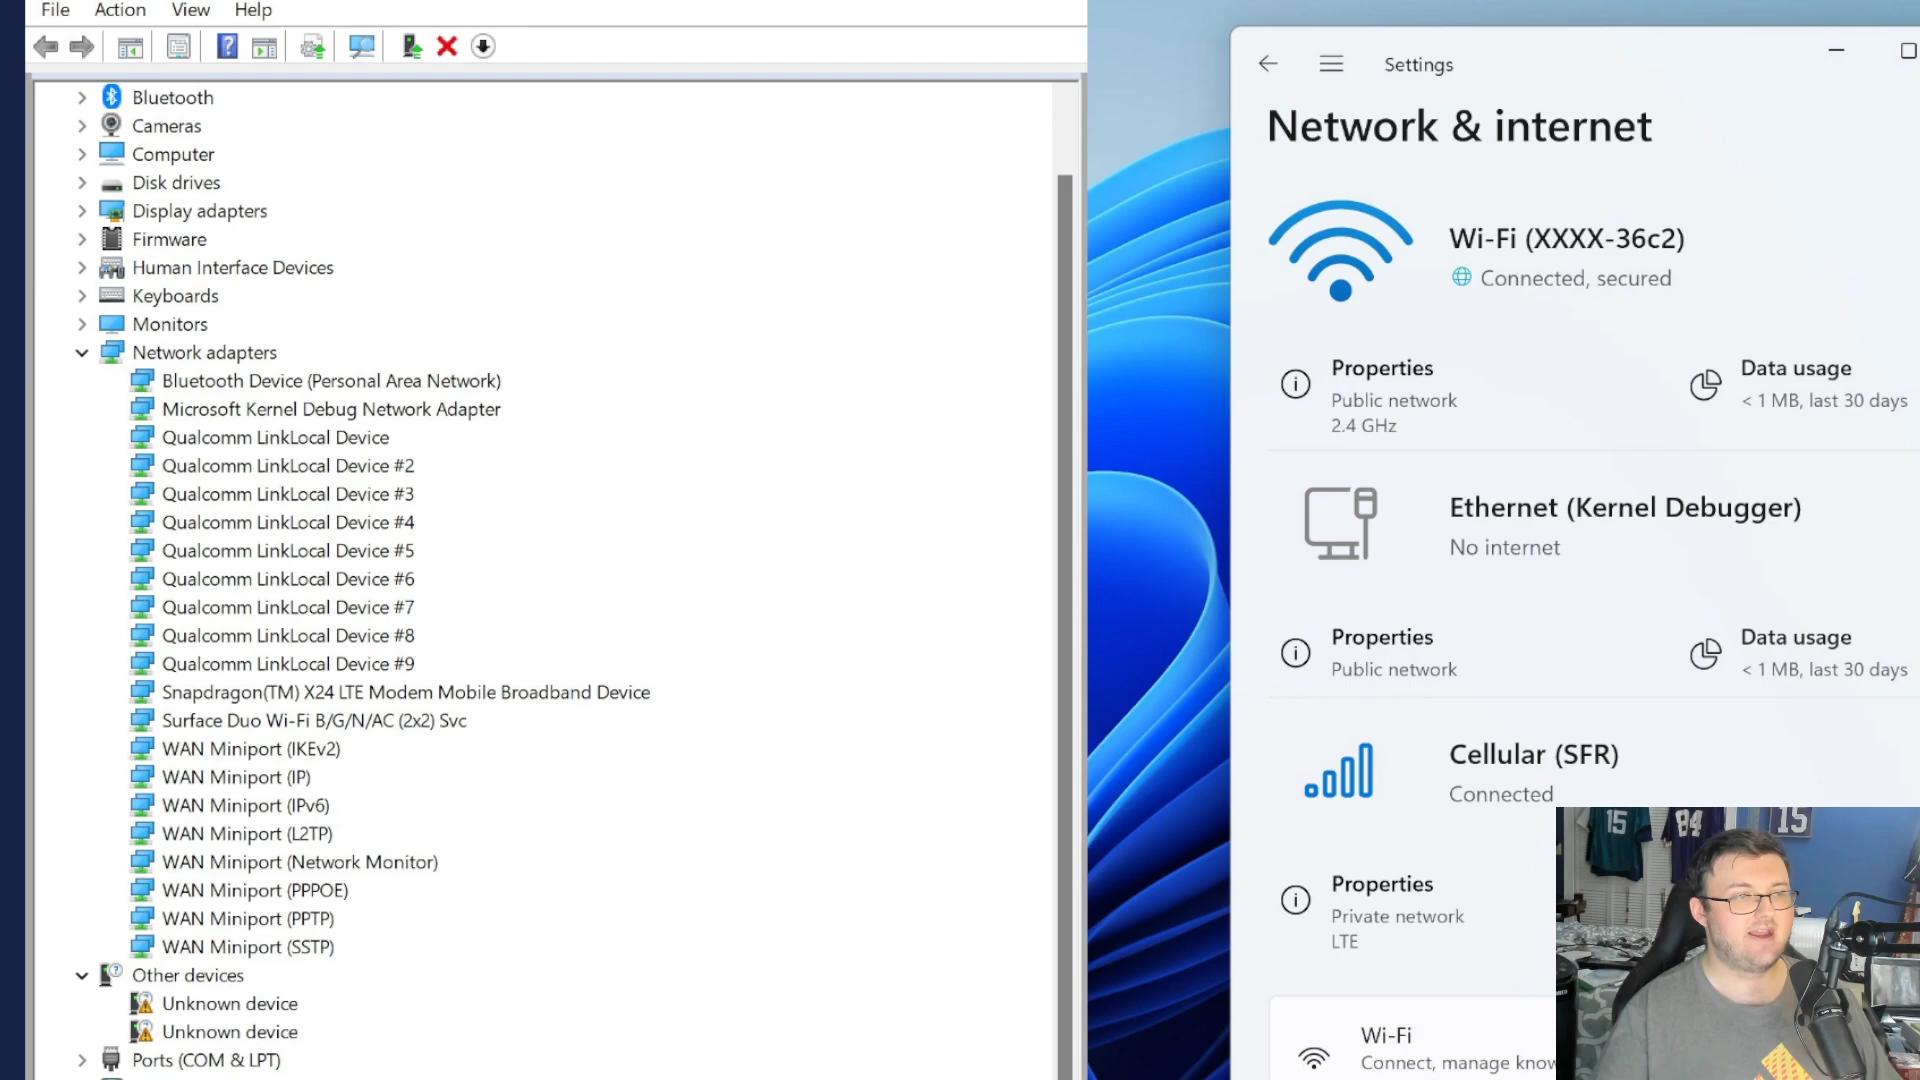 File Action View Help
Bluetooth
Cameras
Computer
Disk drives
Display adapters
Firmware
Human Interface Devices
Keyboards
Monitors
Network adapters
Bluetooth Device (Personal Area Network)
Microsoft Kernel Debug Network Adapter
Qualcomm LinkLocal Device
Qualcomm LinkLocal Device #2
Qualcomm LinkLocal Device #3
Qualcomm LinkLocal Device #4
Qualcomm LinkLocal Device #5
Qualcomm LinkLocal Device #6
Qualcomm LinkLocal Device #7
Qualcomm LinkLocal Device #8
Qualcomm LinkLocal Device #9
Snapdragon(TM) X24 LTE Modem Mobile Broadband Device
Surface Duo Wi-Fi B/G/N/AC (2x2) Svc
WAN Miniport (IKEv2)
WAN Miniport (IP)
WAN Miniport (IPv6)
WAN Miniport (L2TP)
WAN Miniport (Network Monitor)
WAN Miniport (PPPOE)
WAN Miniport (PPTP)
WAN Miniport (SSTP)
Other devices
Unknown device
Unknown device
Ports (COM & LPT)
Settings
Network & internet
Wi-Fi (XXXX-36c2)
Connected, secured
Properties
Public network
2.4 GHz
Data usage
< 1 MB, last 30 days
Ethernet (Kernel Debugger)
No internet
Properties
Public network
Data usage
< 1 MB, last 30 days
Cellular (SFR)
Connected
Properties
Private network
LTE
Wi-Fi
Connect, manage know
15
84
15